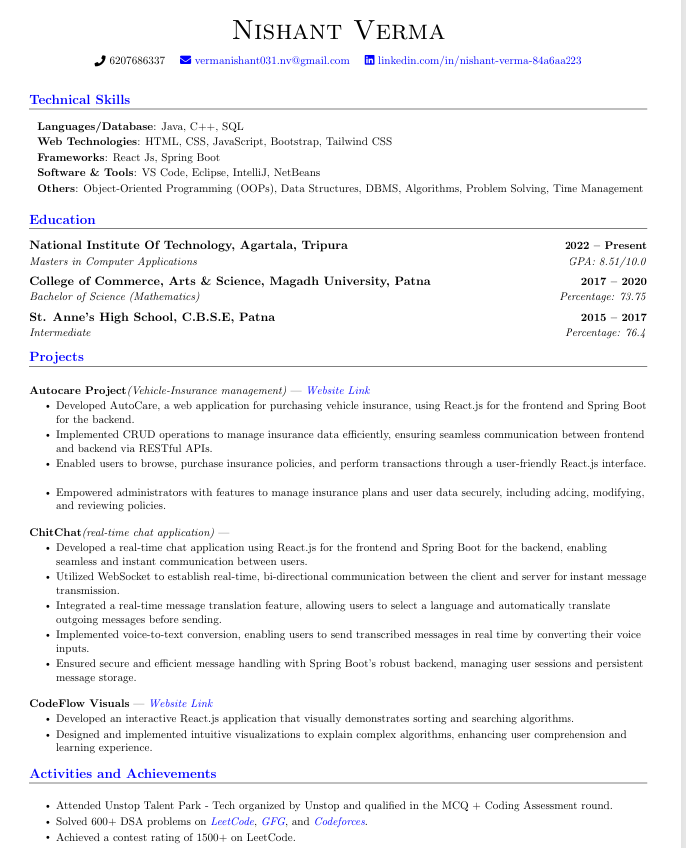 Nishant Verma
6207686337 vermanishant031.nv@gmail.com linkedin.com/in/nishant-verma-84a6aa223
Technical Skills
Languages/Database: Java, C++, SQL
Web Technologies: HTML, CSS, JavaScript, Bootstrap, Tailwind CSS
Frameworks: React Js, Spring Boot
Software & Tools: VS Code, Eclipse, IntelliJ, NetBeans
Others: Object-Oriented Programming (OOPs), Data Structures, DBMS, Algorithms, Problem Solving, Time Management
Education
National Institute Of Technology, Agartala, Tripura 2022 – Present
Masters in Computer Applications GPA: 8.51/10.0
College of Commerce, Arts & Science, Magadh University, Patna 2017 – 2020
Bachelor of Science (Mathematics) Percentage: 73.75
St. Anne's High School, C.B.S.E, Patna 2015 – 2017
Intermediate Percentage: 76.4
Projects
Autocare Project(Vehicle-Insurance management) — Website Link
• Developed AutoCare, a web application for purchasing vehicle insurance, using React.js for the frontend and Spring Boot
for the backend.
• Implemented CRUD operations to manage insurance data efficiently, ensuring seamless communication between frontend
and backend via RESTful APIs.
• Enabled users to browse, purchase insurance policies, and perform transactions through a user-friendly React.js interface.
• Empowered administrators with features to manage insurance plans and user data securely, including adding, modifying,
and reviewing policies.
ChitChat(real-time chat application) —
• Developed a real-time chat application using React.js for the frontend and Spring Boot for the backend, enabling
seamless and instant communication between users.
• Utilized WebSocket to establish real-time, bi-directional communication between the client and server for instant message
transmission.
• Integrated a real-time message translation feature, allowing users to select a language and automatically translate
outgoing messages before sending.
• Implemented voice-to-text conversion, enabling users to send transcribed messages in real time by converting their voice
inputs.
• Ensured secure and efficient message handling with Spring Boot's robust backend, managing user sessions and persistent
message storage.
CodeFlow Visuals — Website Link
• Developed an interactive React.js application that visually demonstrates sorting and searching algorithms.
• Designed and implemented intuitive visualizations to explain complex algorithms, enhancing user comprehension and
learning experience.
Activities and Achievements
• Attended Unstop Talent Park - Tech organized by Unstop and qualified in the MCQ + Coding Assessment round.
• Solved 600+ DSA problems on LeetCode, GFG, and Codeforces.
• Achieved a contest rating of 1500+ on LeetCode.